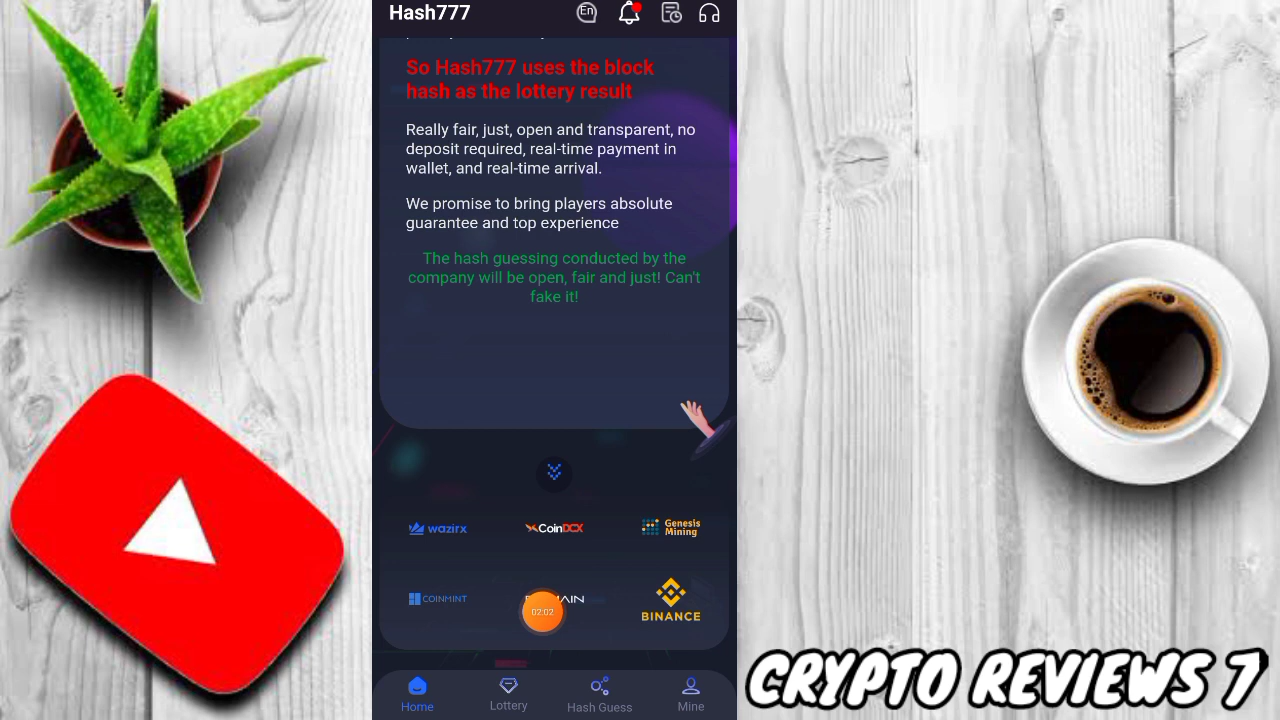 Hash777
En
So Hash777 uses the block
hash as the lottery result
Really fair, just, open and transparent, no
deposit required, real-time payment in
wallet, and real-time arrival.
We promise to bring players absolute
guarantee and top experience
The hash guessing conducted by the
company will be open, fair and just! Can't
fake it!
wazirx
CoinDCX
Genesis
Mining
COINMINT
02:02
BINANCE
Home
Lottery
Hash Guess
Mine
CRYPTO REVIEWS 7